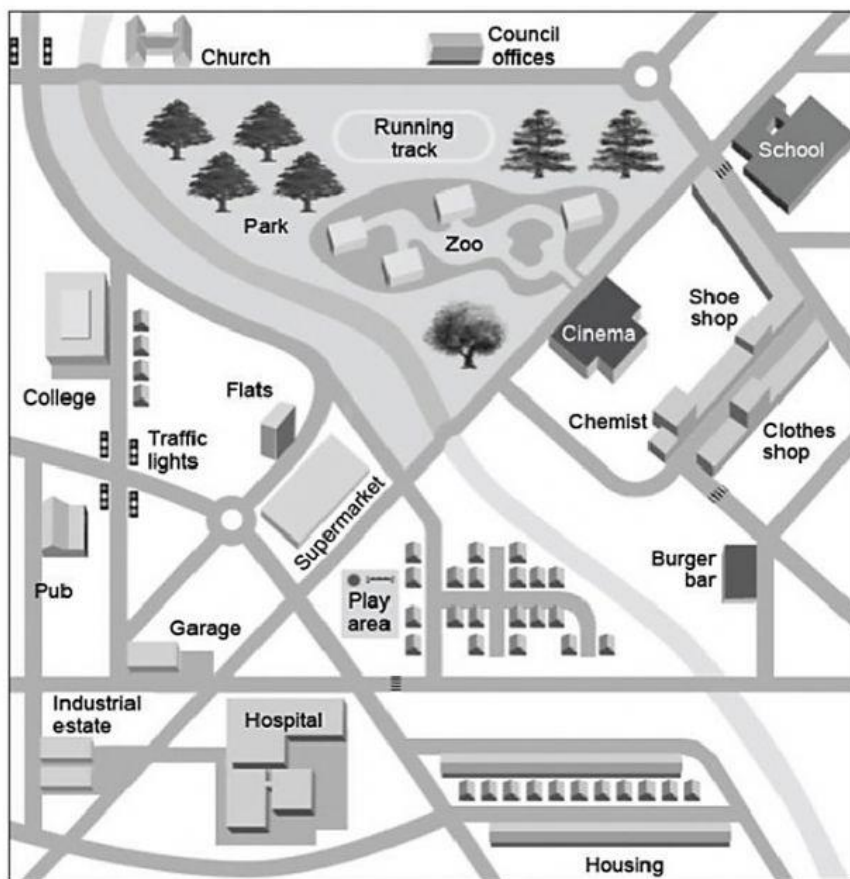 Church
Council
offices
Running
track
School
Park
Zoo
Shoe
shop
Cinema
College
Flats
Chemist
Clothes
shop
Traffic
lights
Supermarket
Pub
Burger
bar
Play
area
Garage
Industrial
estate
Hospital
Housing